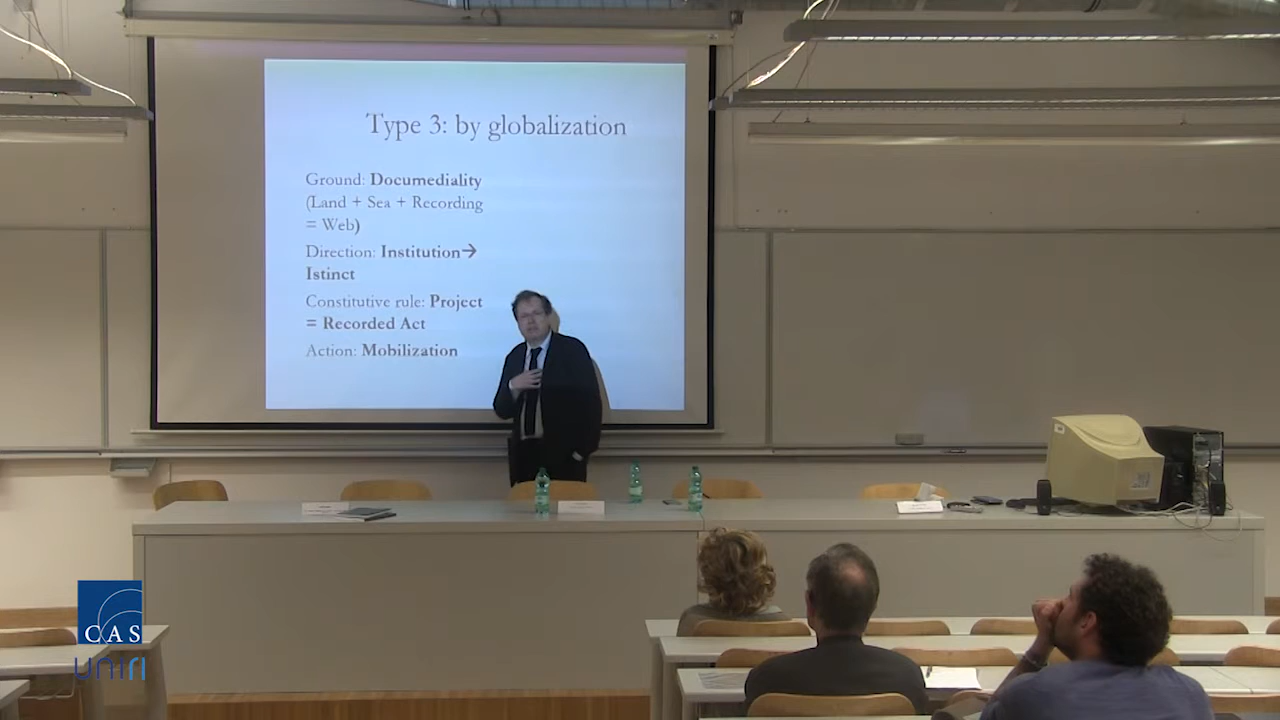 Type 3: by globalization
Ground: Documediality
(Land + Sea + Recording
= Web)
Direction: Institution→
Istinct
Constitutive rule: Project
= Recorded Act
Action: Mobilization
CAS
uniri